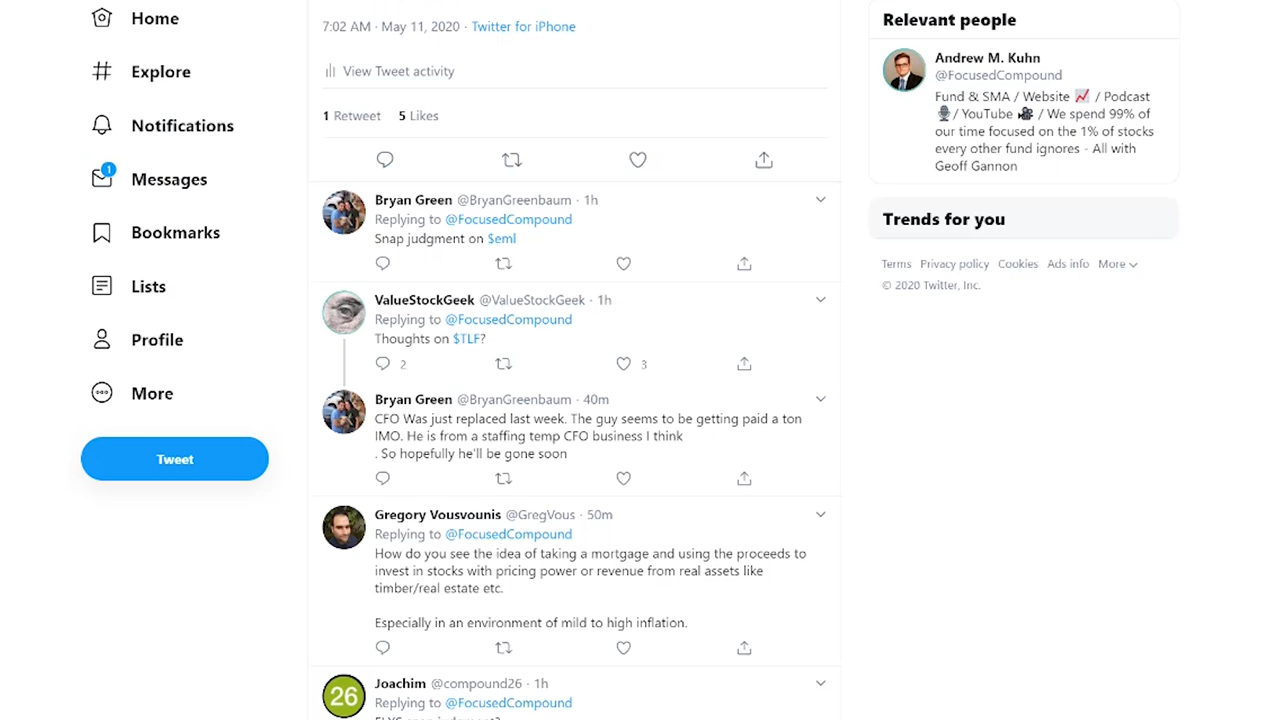 Home
Explore
Notifications
1
Messages
Bookmarks
Lists
Profile
More
Tweet
7:02 AM · May 11, 2020 · Twitter for iPhone
View Tweet activity
1 Retweet 5 Likes
Bryan Green @BryanGreenbaum · 1h
Replying to @FocusedCompound
Snap judgment on $eml
ValueStockGeek @ValueStockGeek · 1h
Replying to @FocusedCompound
Thoughts on $TLF?
2 3
Bryan Green @BryanGreenbaum · 40m
CFO Was just replaced last week. The guy seems to be getting paid a ton
IMO. He is from a staffing temp CFO business I think
. So hopefully he'll be gone soon
Gregory Vousvounis @GregVous · 50m
Replying to @FocusedCompound
How do you see the idea of taking a mortgage and using the proceeds to
invest in stocks with pricing power or revenue from real assets like
timber/real estate etc.
Especially in an environment of mild to high inflation.
26
Joachim @compound26 · 1h
Replying to @FocusedCompound
Relevant people
Andrew M. Kuhn
@FocusedCompound
Fund & SMA / Website 📈 / Podcast
🎙/ YouTube 🎥 / We spend 99% of
our time focused on the 1% of stocks
every other fund ignores - All with
Geoff Gannon
Trends for you
Terms Privacy policy Cookies Ads info More
© 2020 Twitter, Inc.